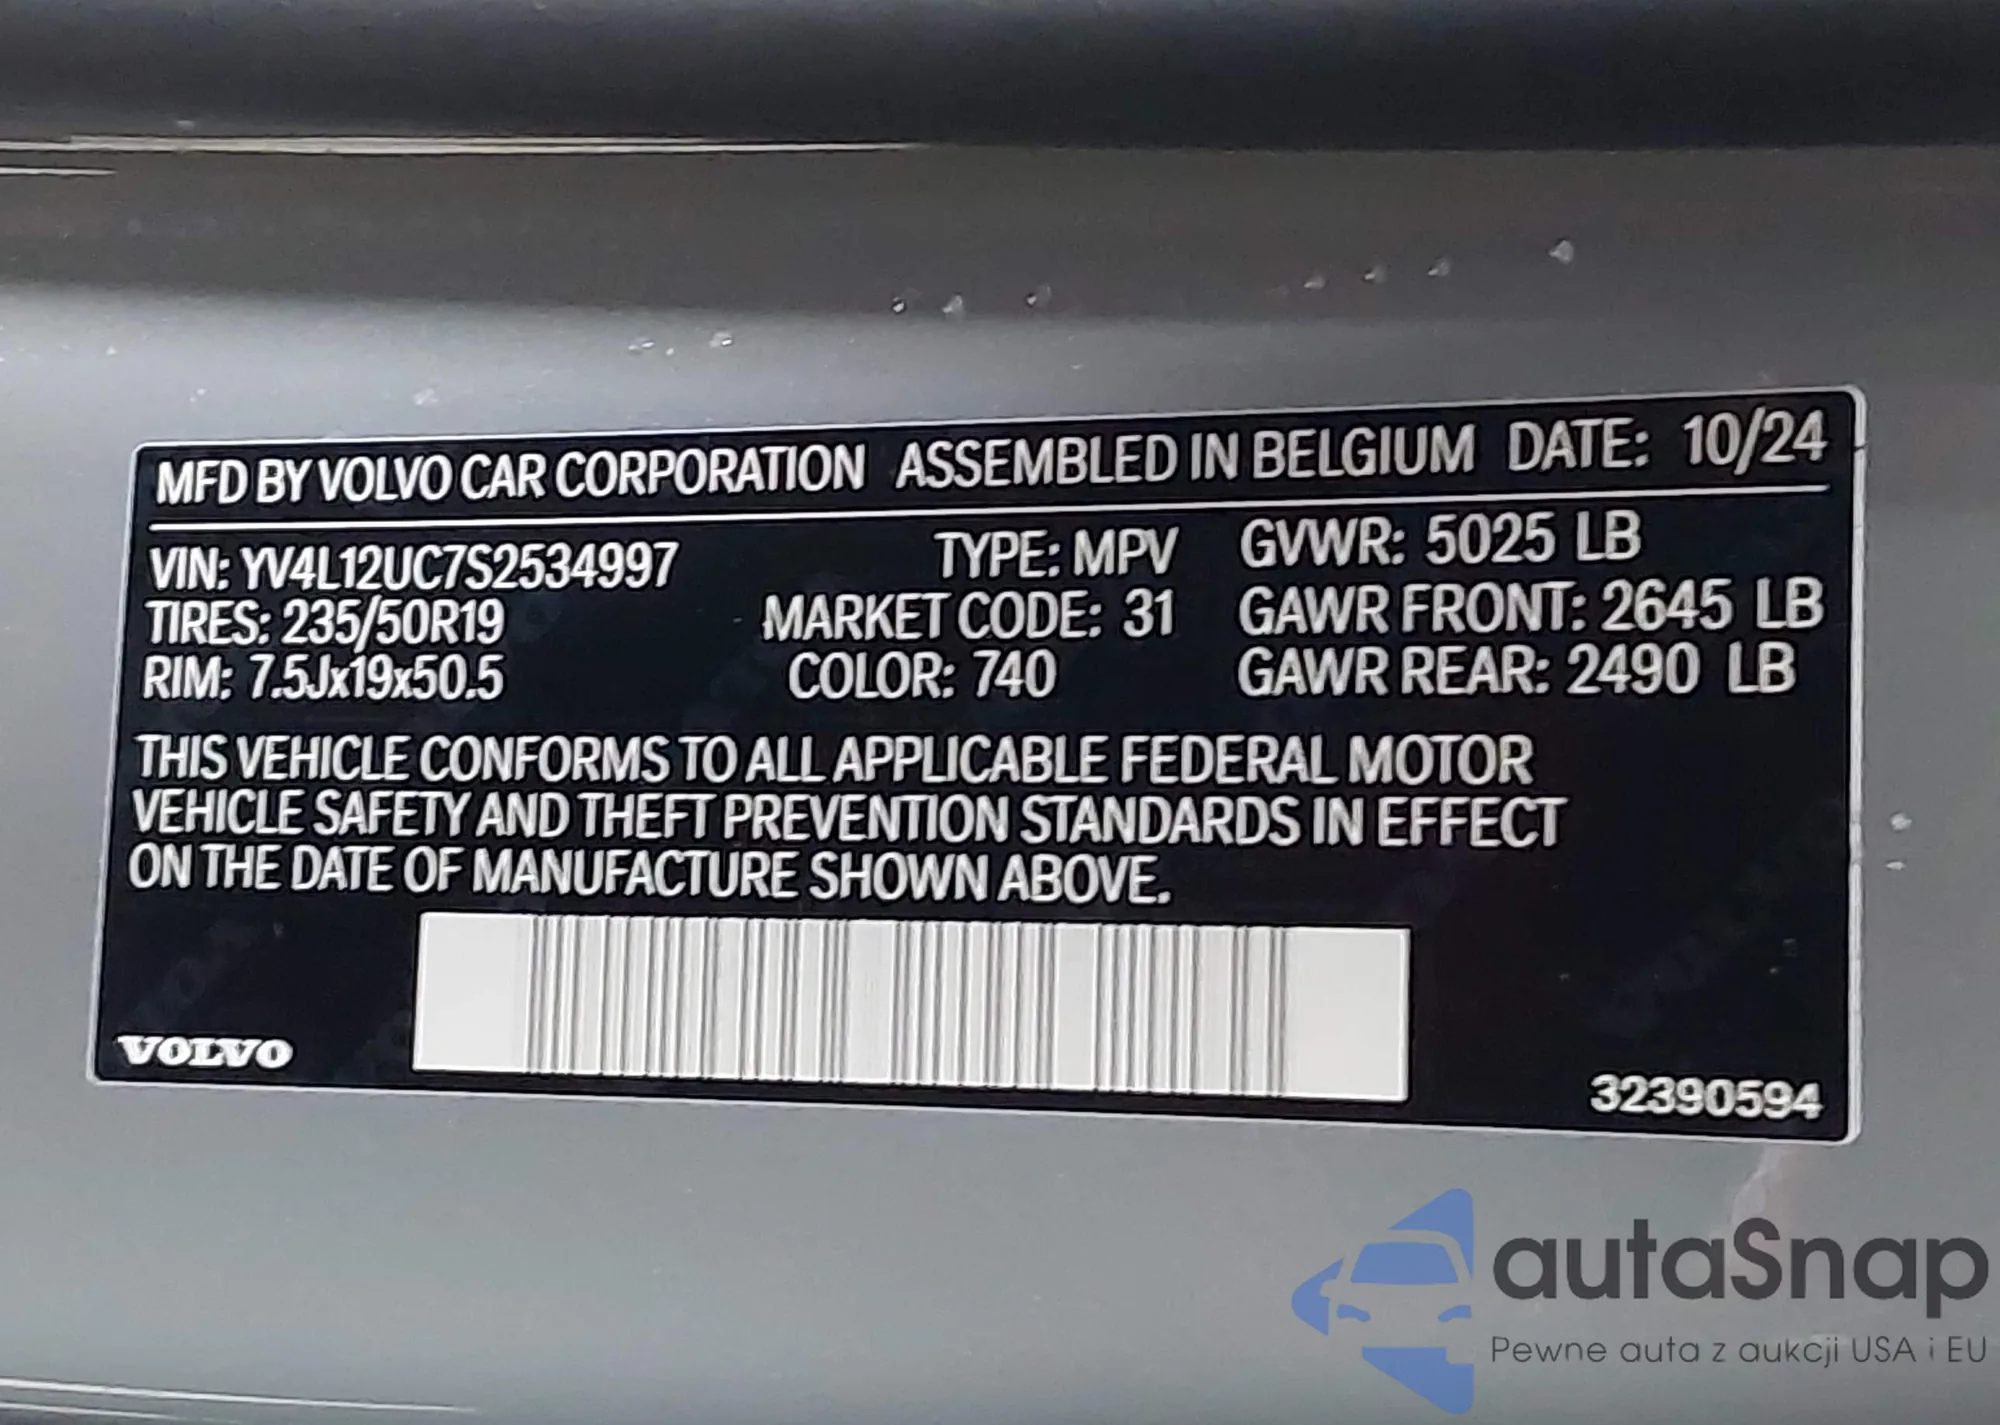 MFD BY VOLVO CAR CORPORATION ASSEMBLED IN BELGIUM DATE: 10/24
VIN: YV4L12UC7S2534997 TYPE: MPV GVWR: 5025 LB
TIRES: 235/50R19 MARKET CODE: 31 GAWR FRONT: 2645 LB
RIM: 7.5Jx19x50.5 COLOR: 740 GAWR REAR: 2490 LB
THIS VEHICLE CONFORMS TO ALL APPLICABLE FEDERAL MOTOR
VEHICLE SAFETY AND THEFT PREVENTION STANDARDS IN EFFECT
ON THE DATE OF MANUFACTURE SHOWN ABOVE.
VOLVO
32390594
autaSnap
Pewne auta z aukcji USA i EU